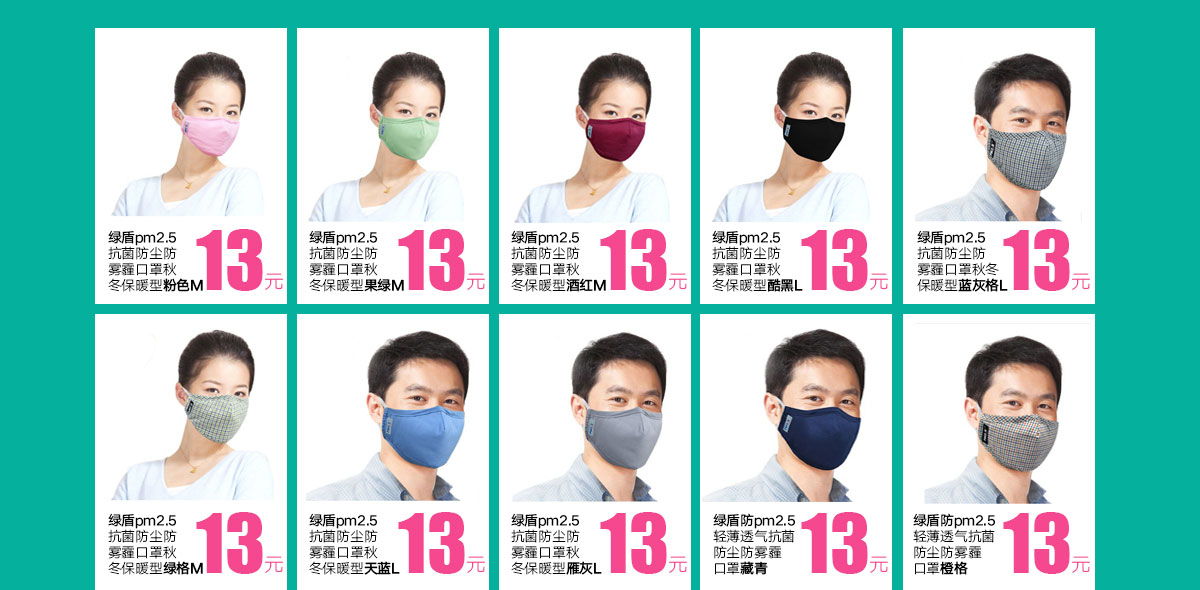 绿盾pm2.5
抗菌防尘防
雾霾口罩秋
冬保暖型粉色M
13元
绿盾pm2.5
抗菌防尘防
雾霾口罩秋
冬保暖型果绿M
13元
绿盾pm2.5
抗菌防尘防
雾霾口罩秋
冬保暖型酒红M
13元
绿盾pm2.5
抗菌防尘防
雾霾口罩秋
冬保暖型酷黑L
13元
绿盾pm2.5
抗菌防尘防
雾霾口罩秋冬
保暖型蓝灰格L
13元
绿盾pm2.5
抗菌防尘防
雾霾口罩秋
冬保暖型绿格M
13元
绿盾pm2.5
抗菌防尘防
雾霾口罩秋
冬保暖型天蓝L
13元
绿盾pm2.5
抗菌防尘防
雾霾口罩秋
冬保暖型雁灰L
13元
绿盾防pm2.5
轻薄透气抗菌
防尘防雾霾
口罩藏青
13元
绿盾防pm2.5
轻薄透气抗菌
防尘防雾霾
口罩橙格
13元